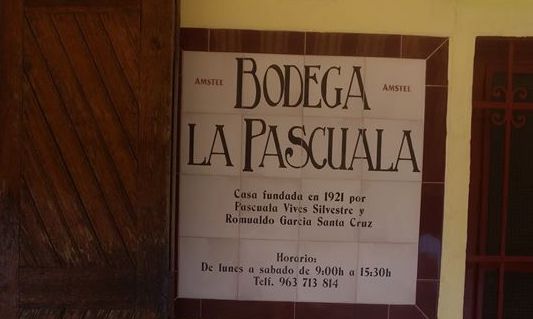 BODEGA
AMSTEL AMSTEL
LA PASCUALA
Casa fundada en 1921 por
Pascuala Vives Silvestre y
Romualdo Garcia Santa Cruz
Horario:
De lunes a sabado de 9:00h a 15:30h
Telf. 963 713 814